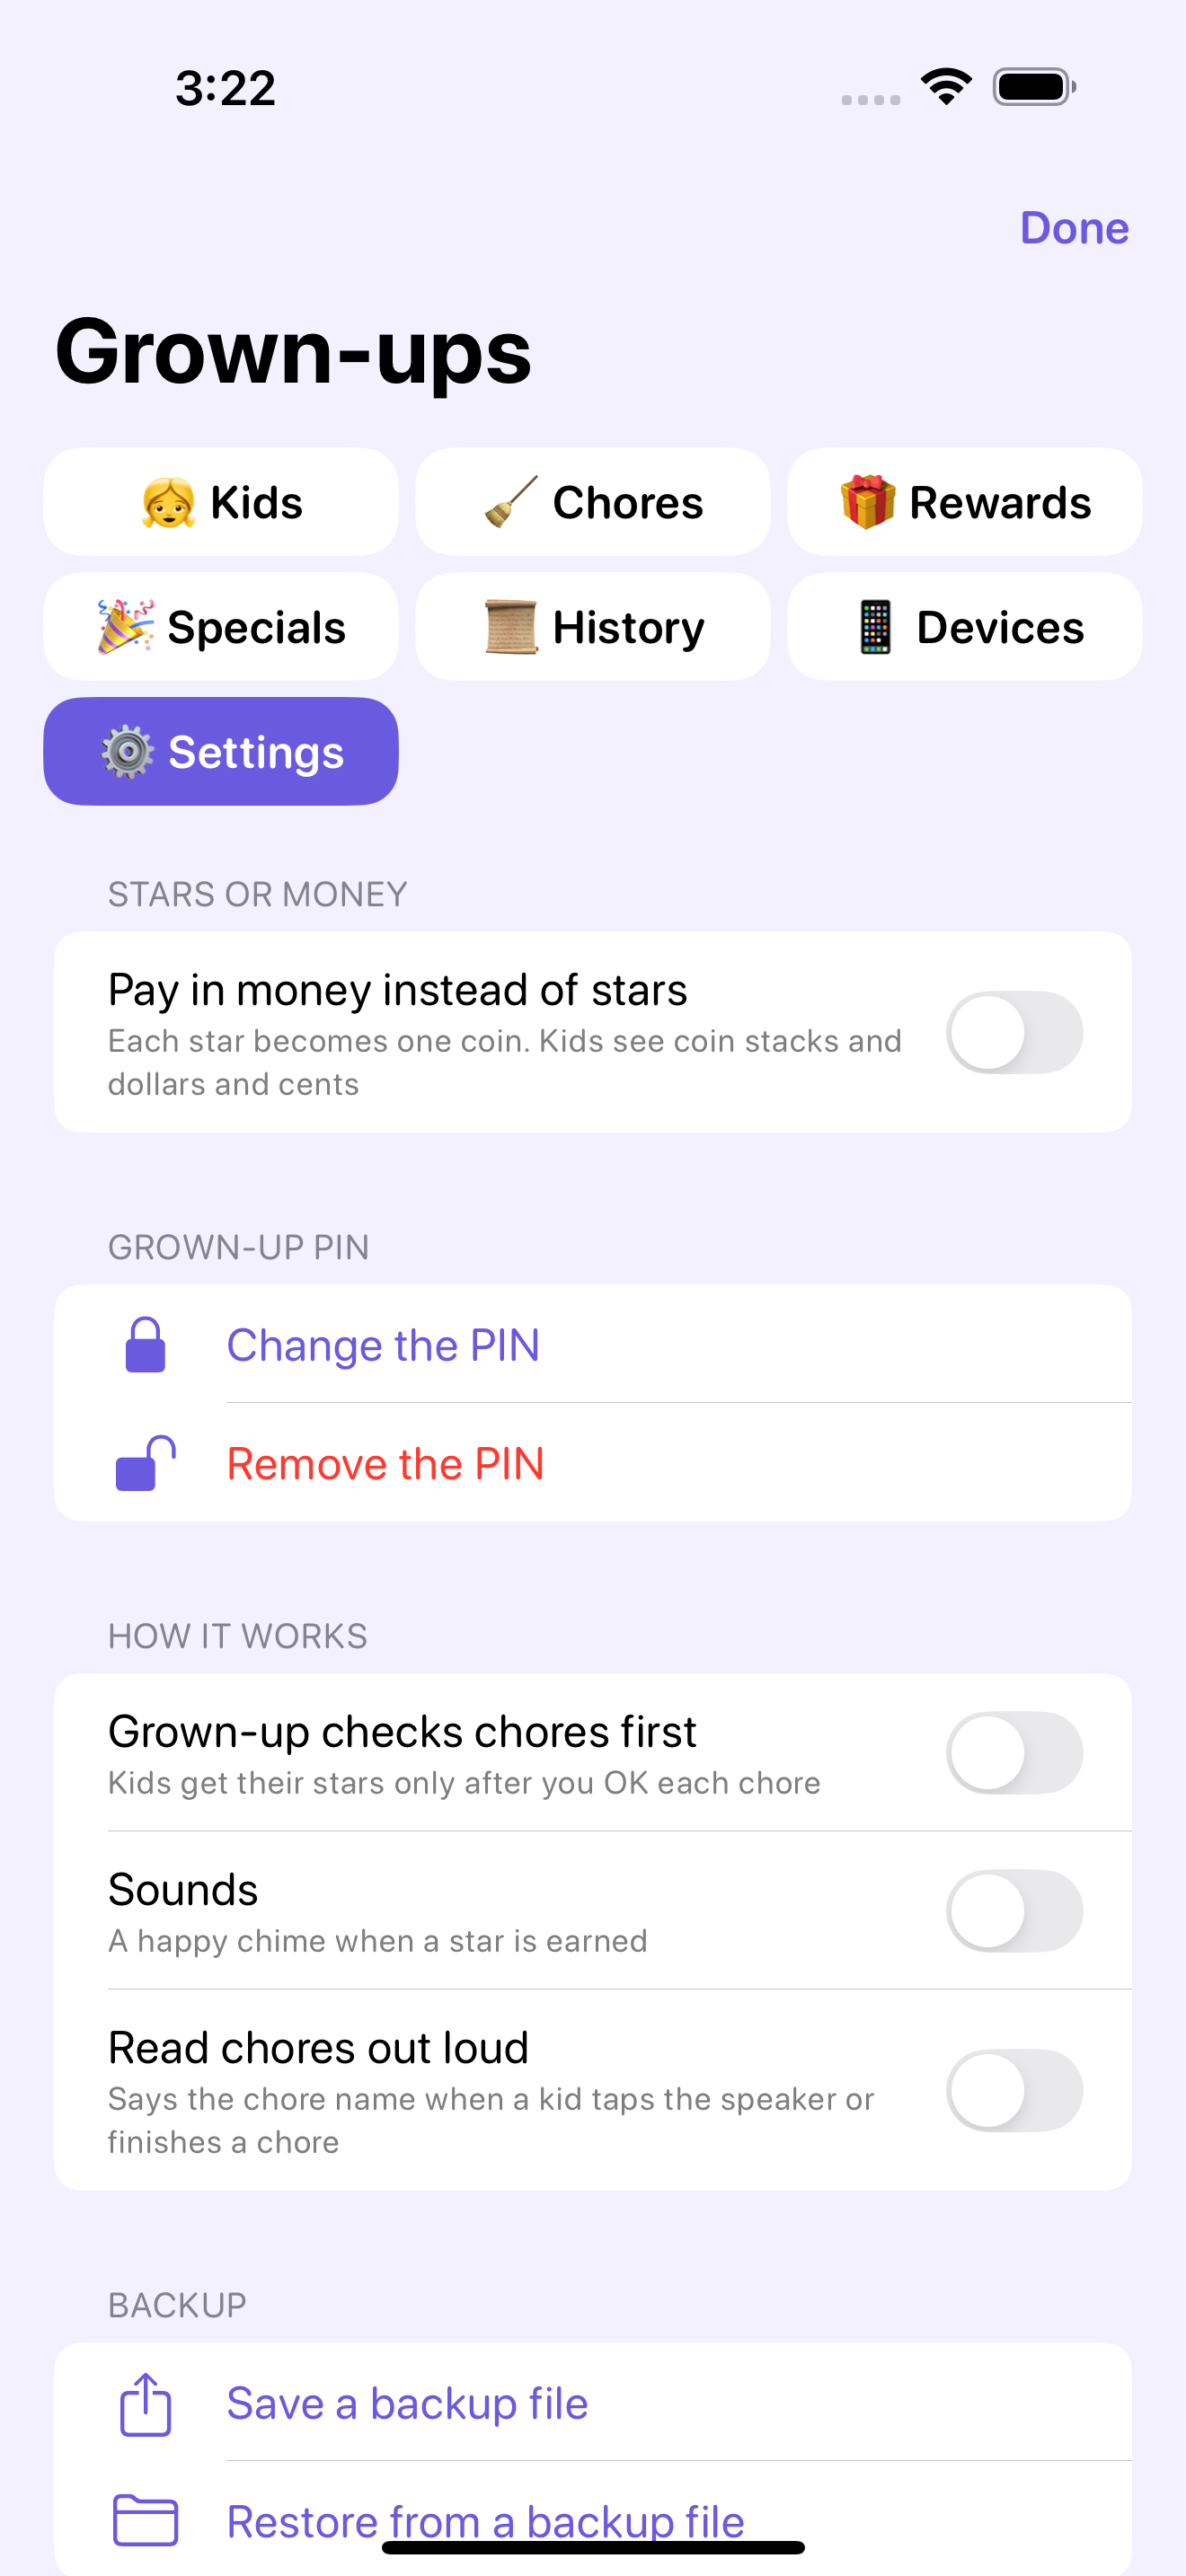 3:22
Done
Grown-ups
Kids
Chores
Rewards
Specials
History
Devices
Settings
STARS OR MONEY
Pay in money instead of stars
Each star becomes one coin. Kids see coin stacks and
dollars and cents
GROWN-UP PIN
Change the PIN
Remove the PIN
HOW IT WORKS
Grown-up checks chores first
Kids get their stars only after you OK each chore
Sounds
A happy chime when a star is earned
Read chores out loud
Says the chore name when a kid taps the speaker or
finishes a chore
BACKUP
Save a backup file
Restore from a backup file